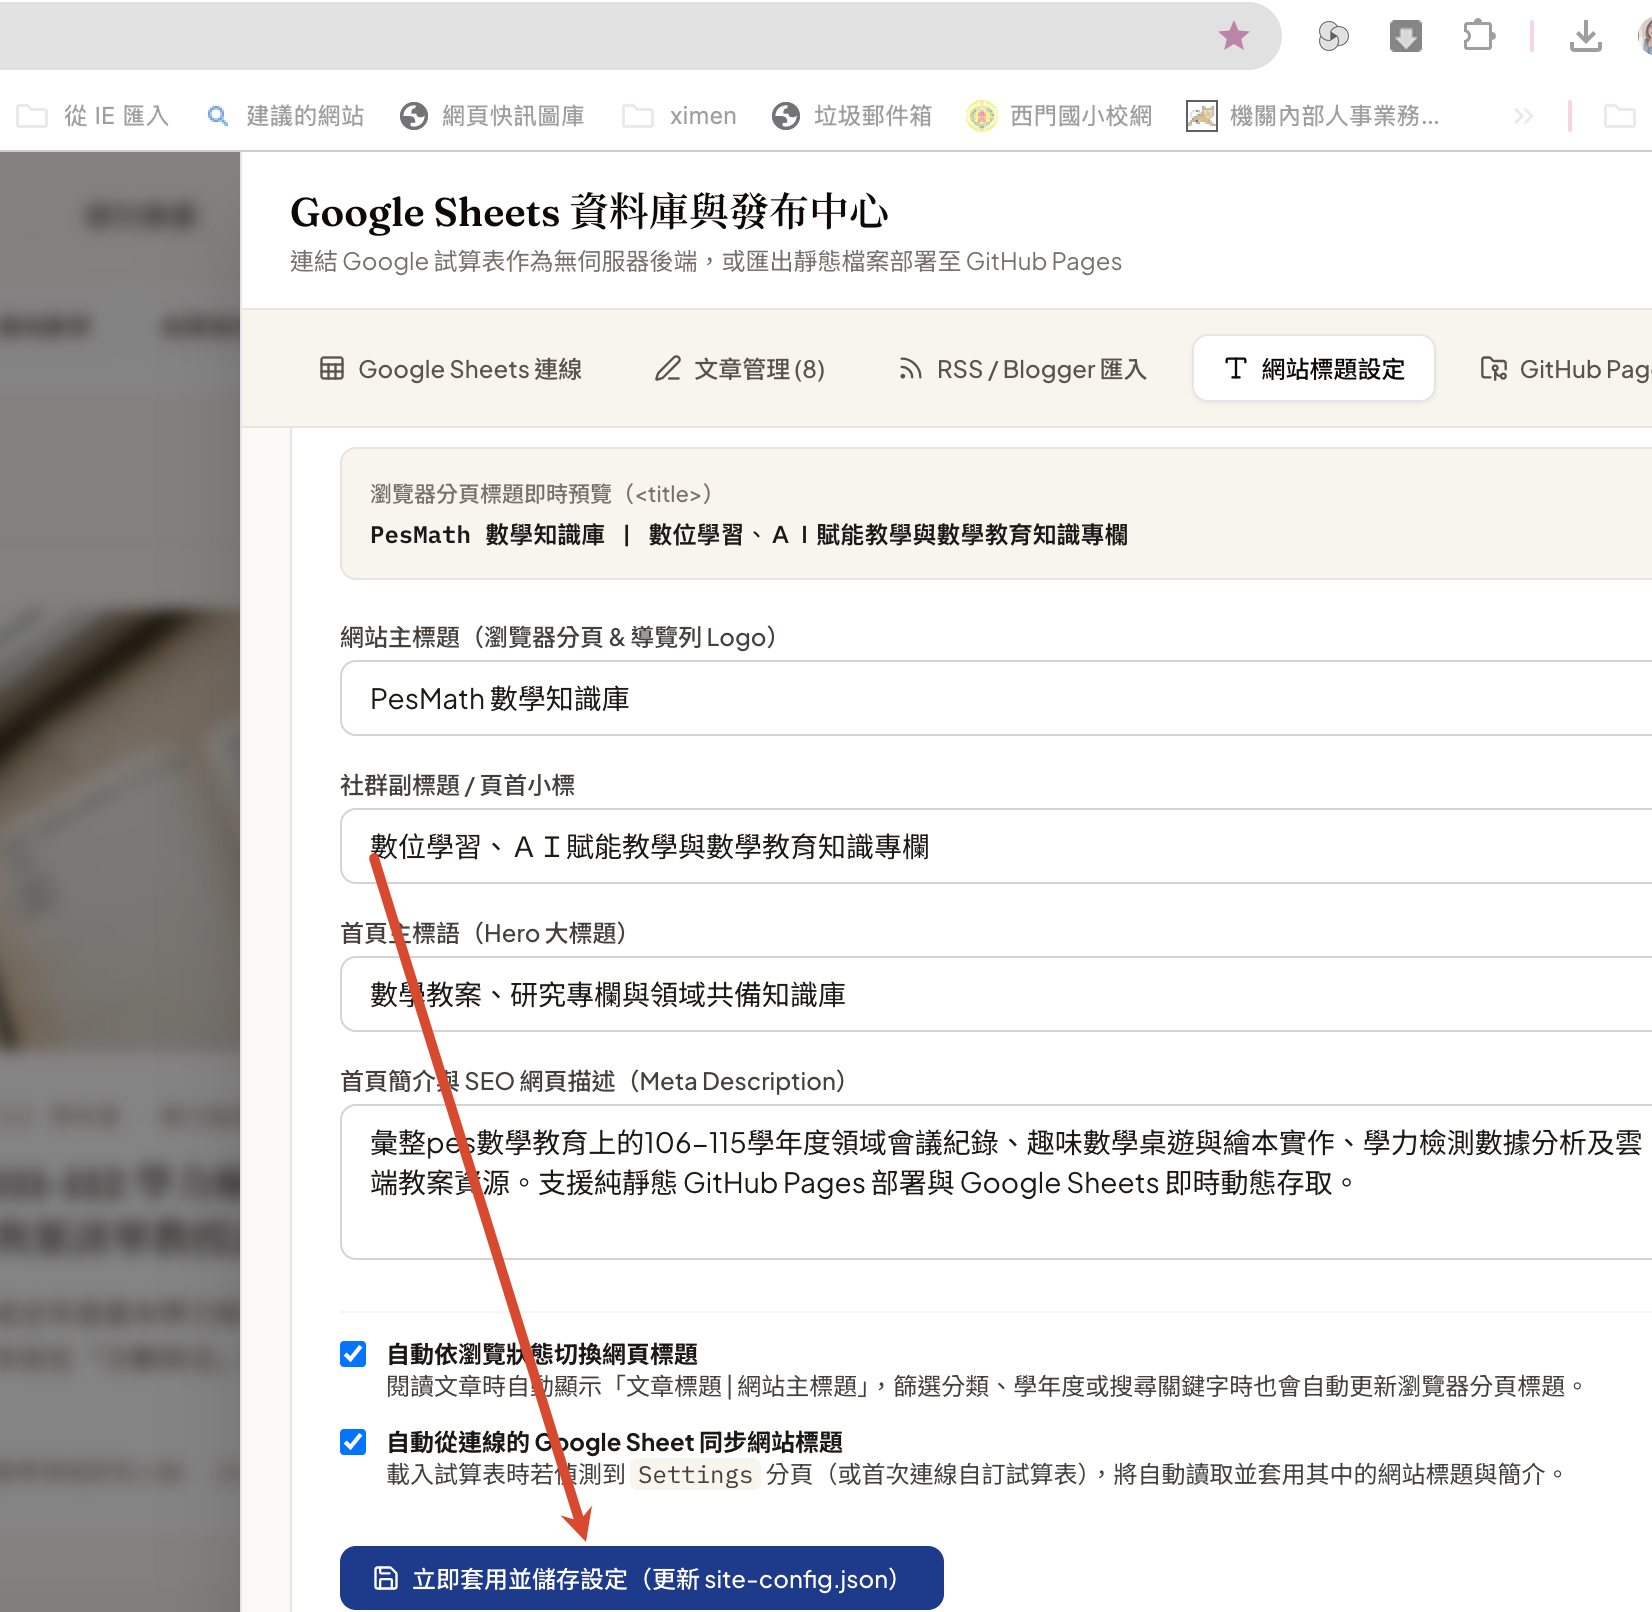 從 IE 匯入
建議的網站
網頁快訊圖庫
ximen
垃圾郵件箱
西門國小校網
機關內部人事業務...
Google Sheets 資料庫與發布中心
連結 Google 試算表作為無伺服器後端，或匯出靜態檔案部署至 GitHub Pages
Google Sheets 連線
文章管理 (8)
RSS / Blogger 匯入
網站標題設定
GitHub Pag
瀏覽器分頁標題即時預覽（<title>）
PesMath 數學知識庫 | 數位學習、ＡＩ賦能教學與數學教育知識專欄
網站主標題（瀏覽器分頁 & 導覽列 Logo）
PesMath 數學知識庫
社群副標題 / 頁首小標
數位學習、ＡＩ賦能教學與數學教育知識專欄
首頁主標語（Hero 大標題）
數學教案、研究專欄與領域共備知識庫
首頁簡介與 SEO 網頁描述（Meta Description）
彙整pes數學教育上的106-115學年度領域會議紀錄、趣味數學桌遊與繪本實作、學力檢測數據分析及雲
端教案資源。支援純靜態 GitHub Pages 部署與 Google Sheets 即時動態存取。
自動依瀏覽狀態切換網頁標題
閱讀文章時自動顯示「文章標題 | 網站主標題」，篩選分類、學年度或搜尋關鍵字時也會自動更新瀏覽器分頁標題。
自動從連線的 Google Sheet 同步網站標題
載入試算表時若偵測到 Settings 分頁（或首次連線自訂試算表），將自動讀取並套用其中的網站標題與簡介。
立即套用並儲存設定（更新 site-config.json）